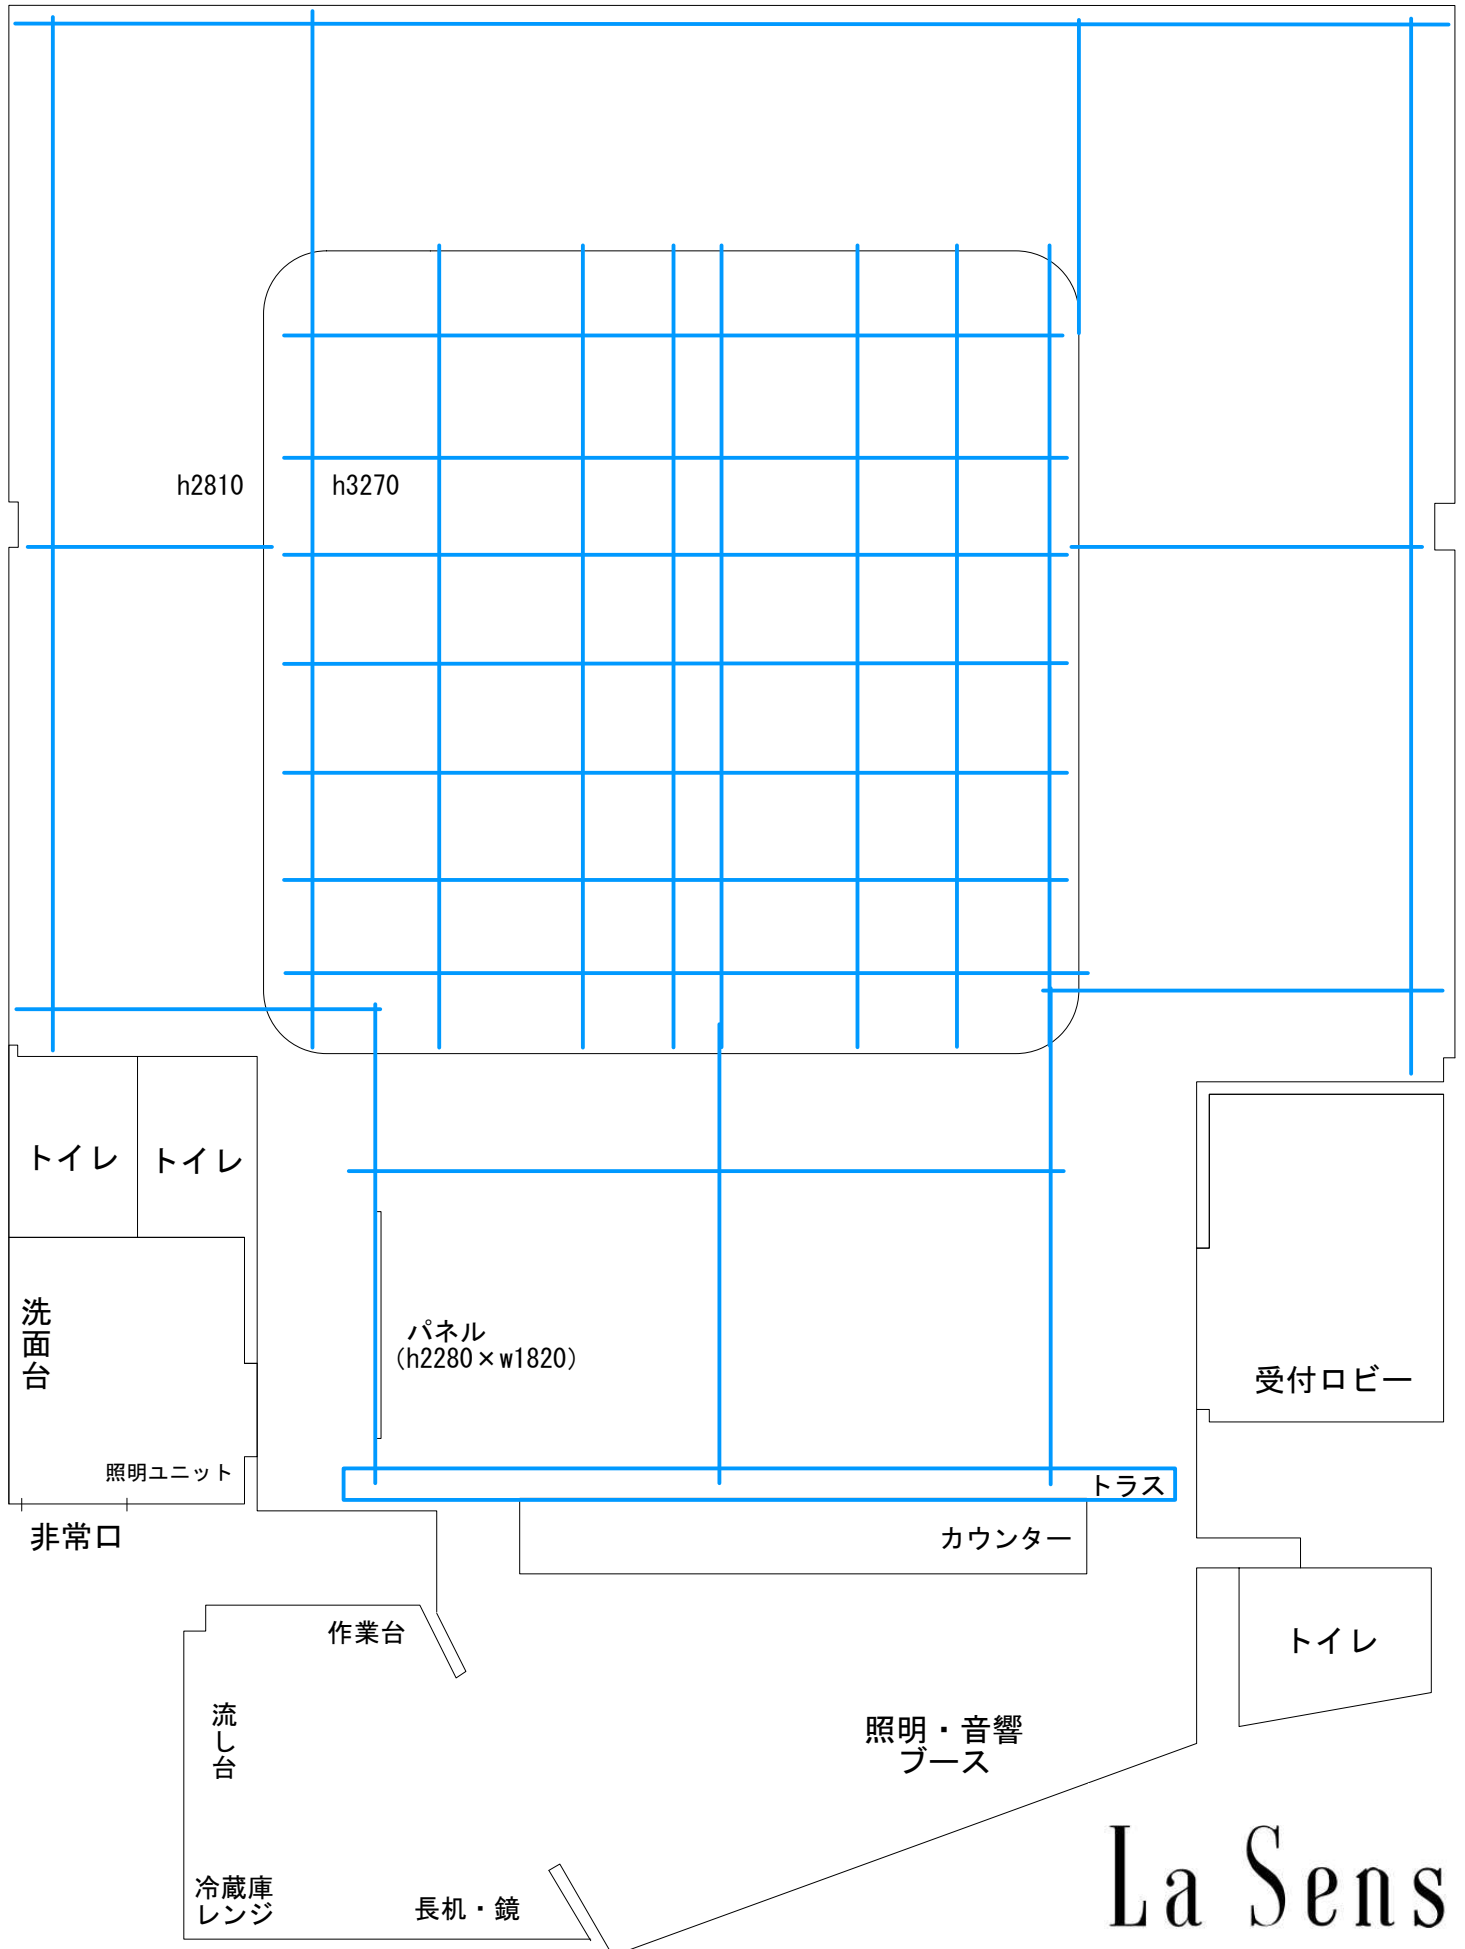 h2810
h3270
トイレ
トイレ
洗面台
パネル
(h2280×w1820)
受付ロビー
照明ユニット
トラス
非常口
カウンター
作業台
トイレ
流し台
照明・音響
ブース
冷蔵庫
レンジ
長机・鏡
La Sens